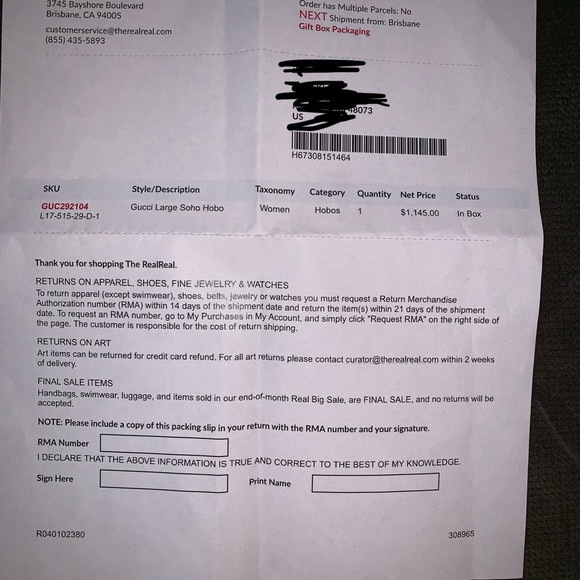 3745 Bayshore Boulevard
Brisbane, CA 94005
customerservice@therealreal.com
(855) 435-5893
Order has Multiple Parcels: No
NEXT Shipment from: Brisbane
Gift Box Packaging
48073
US
H67308151464
SKU Style/Description Taxonomy Category Quantity Net Price Status
GUC292104 Gucci Large Soho Hobo Women Hobos 1 $1,145.00 In Box
L17-515-29-D-1
Thank you for shopping The RealReal.
RETURNS ON APPAREL, SHOES, FINE JEWELRY & WATCHES
To return apparel (except swimwear), shoes, belts, jewelry or watches you must request a Return Merchandise
Authorization number (RMA) within 14 days of the shipment date and return the item(s) within 21 days of the shipment
date. To request an RMA number, go to My Purchases in My Account, and simply click "Request RMA" on the right side of
the page. The customer is responsible for the cost of return shipping.
RETURNS ON ART
Art items can be returned for credit card refund. For all art returns please contact curator@therealreal.com within 2 weeks
of delivery.
FINAL SALE ITEMS
Handbags, swimwear, luggage, and items sold in our end-of-month Real Big Sale, are FINAL SALE, and no returns will be
accepted.
NOTE: Please include a copy of this packing slip in your return with the RMA number and your signature.
RMA Number
I DECLARE THAT THE ABOVE INFORMATION IS TRUE AND CORRECT TO THE BEST OF MY KNOWLEDGE.
Sign Here Print Name
R040102380 308965